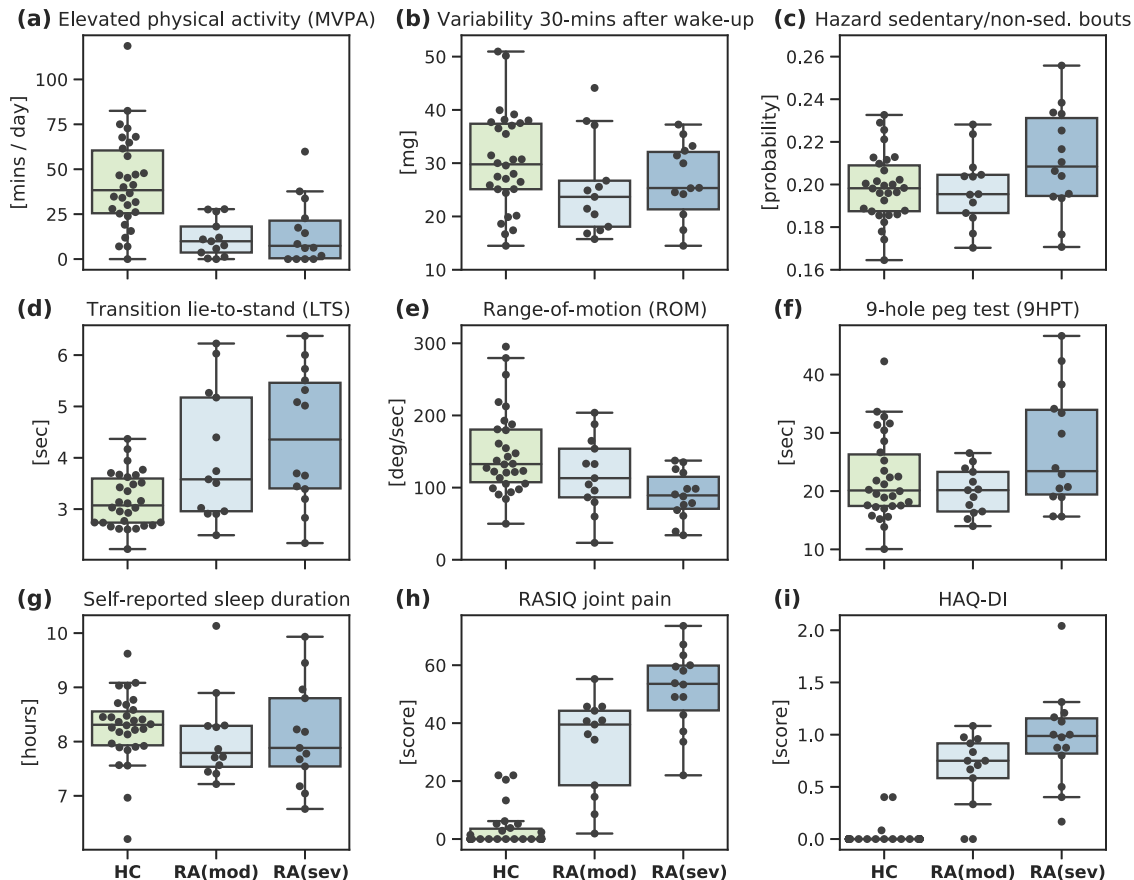 (a) Elevated physical activity (MVPA)
[mins / day]
100
75
50
25
0
(b) Variability 30-mins after wake-up
[mg]
50
40
30
20
10
(c) Hazard sedentary/non-sed. bouts
[probability]
0.26
0.24
0.22
0.20
0.18
0.16
(d) Transition lie-to-stand (LTS)
[sec]
6
5
4
3
(e) Range-of-motion (ROM)
[deg/sec]
300
200
100
0
(f) 9-hole peg test (9HPT)
[sec]
40
30
20
10
(g) Self-reported sleep duration
[hours]
10
9
8
7
HC RA(mod) RA(sev)
(h) RASIQ joint pain
[score]
60
40
20
0
HC RA(mod) RA(sev)
(i) HAQ-DI
[score]
2.0
1.5
1.0
0.5
0.0
HC RA(mod) RA(sev)